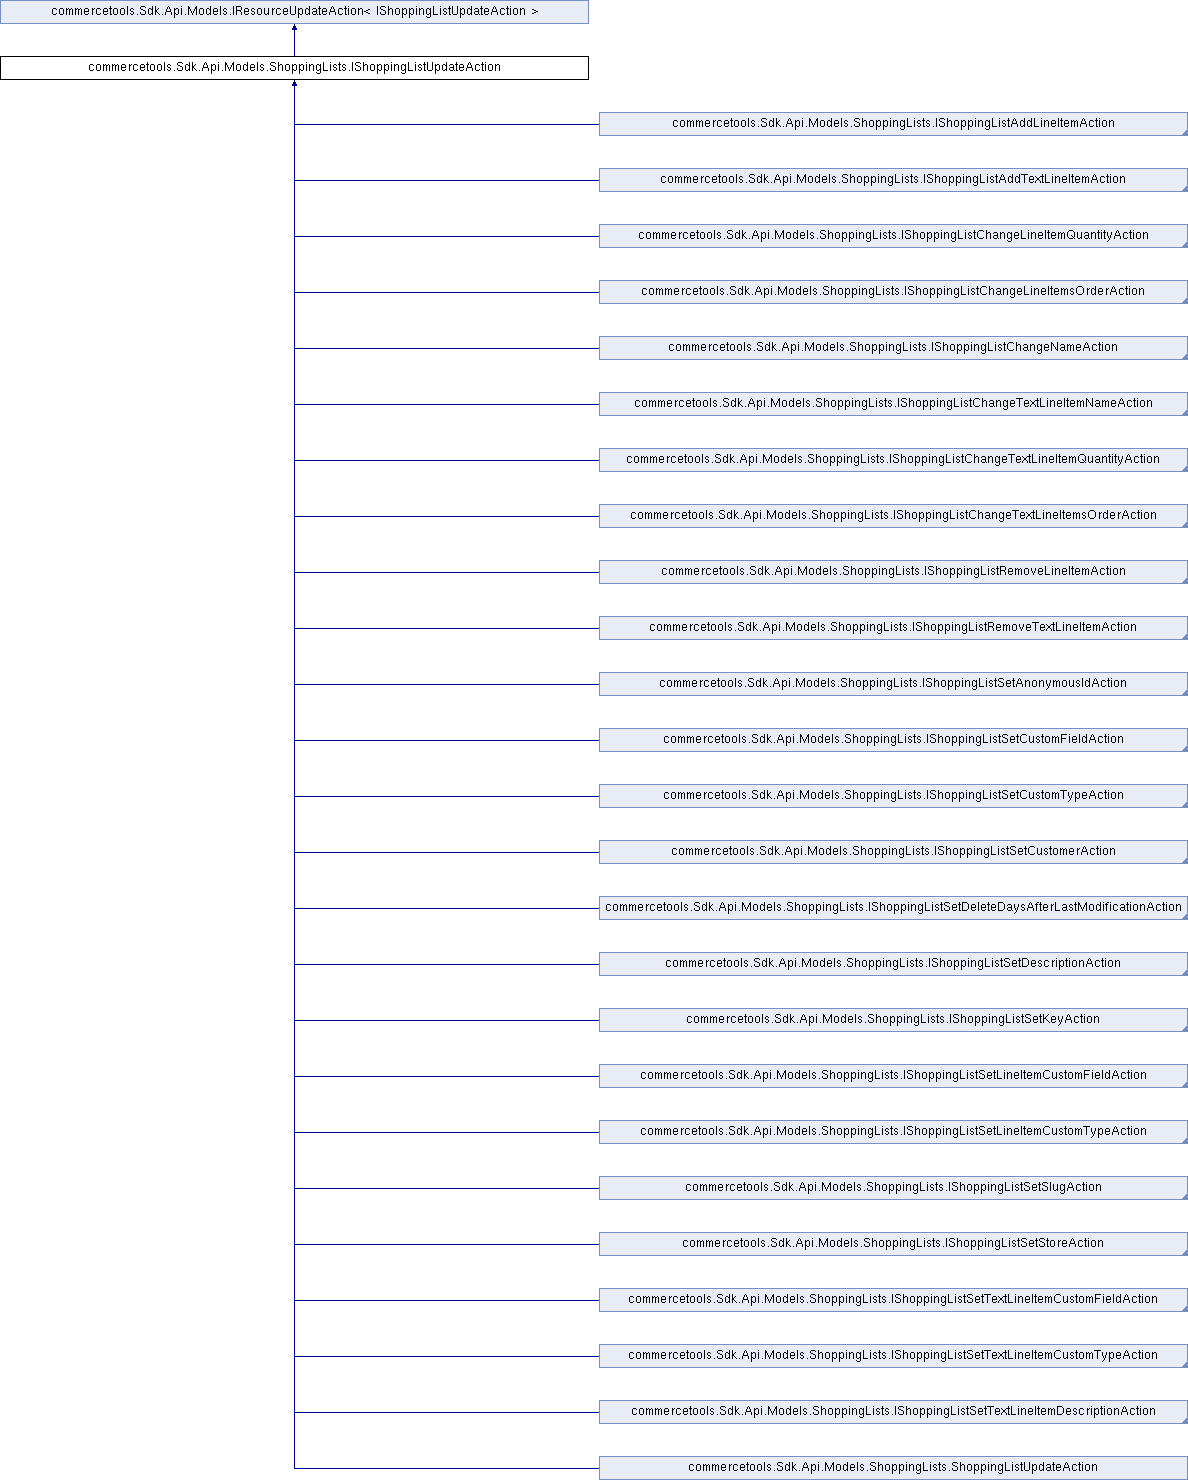 commercetools.Sdk.Api.Models.IResourceUpdateAction< IShoppingListUpdateAction >
commercetools.Sdk.Api.Models.ShoppingLists.IShoppingListUpdateAction
commercetools.Sdk.Api.Models.ShoppingLists.IShoppingListAddLineItemAction
commercetools.Sdk.Api.Models.ShoppingLists.IShoppingListAddTextLineItemAction
commercetools.Sdk.Api.Models.ShoppingLists.IShoppingListChangeLineItemQuantityAction
commercetools.Sdk.Api.Models.ShoppingLists.IShoppingListChangeLineItemsOrderAction
commercetools.Sdk.Api.Models.ShoppingLists.IShoppingListChangeNameAction
commercetools.Sdk.Api.Models.ShoppingLists.IShoppingListChangeTextLineItemNameAction
commercetools.Sdk.Api.Models.ShoppingLists.IShoppingListChangeTextLineItemQuantityAction
commercetools.Sdk.Api.Models.ShoppingLists.IShoppingListChangeTextLineItemsOrderAction
commercetools.Sdk.Api.Models.ShoppingLists.IShoppingListRemoveLineItemAction
commercetools.Sdk.Api.Models.ShoppingLists.IShoppingListRemoveTextLineItemAction
commercetools.Sdk.Api.Models.ShoppingLists.IShoppingListSetAnonymousIdAction
commercetools.Sdk.Api.Models.ShoppingLists.IShoppingListSetCustomFieldAction
commercetools.Sdk.Api.Models.ShoppingLists.IShoppingListSetCustomTypeAction
commercetools.Sdk.Api.Models.ShoppingLists.IShoppingListSetCustomerAction
commercetools.Sdk.Api.Models.ShoppingLists.IShoppingListSetDeleteDaysAfterLastModificationAction
commercetools.Sdk.Api.Models.ShoppingLists.IShoppingListSetDescriptionAction
commercetools.Sdk.Api.Models.ShoppingLists.IShoppingListSetKeyAction
commercetools.Sdk.Api.Models.ShoppingLists.IShoppingListSetLineItemCustomFieldAction
commercetools.Sdk.Api.Models.ShoppingLists.IShoppingListSetLineItemCustomTypeAction
commercetools.Sdk.Api.Models.ShoppingLists.IShoppingListSetSlugAction
commercetools.Sdk.Api.Models.ShoppingLists.IShoppingListSetStoreAction
commercetools.Sdk.Api.Models.ShoppingLists.IShoppingListSetTextLineItemCustomFieldAction
commercetools.Sdk.Api.Models.ShoppingLists.IShoppingListSetTextLineItemCustomTypeAction
commercetools.Sdk.Api.Models.ShoppingLists.IShoppingListSetTextLineItemDescriptionAction
commercetools.Sdk.Api.Models.ShoppingLists.ShoppingListUpdateAction